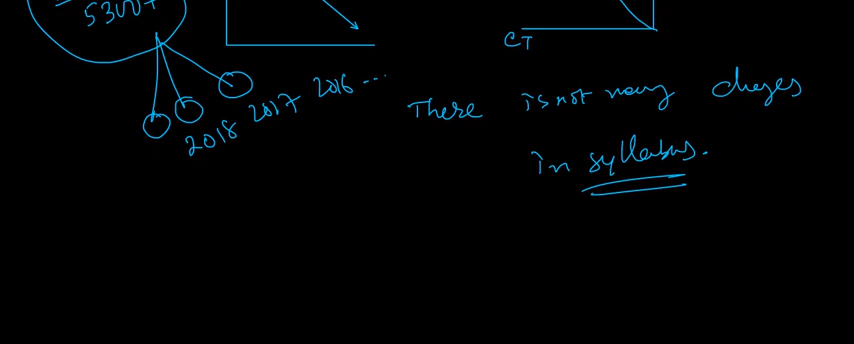 5300+
CT
2018 2017 2016 ...
There is not many changes
in syllabus.